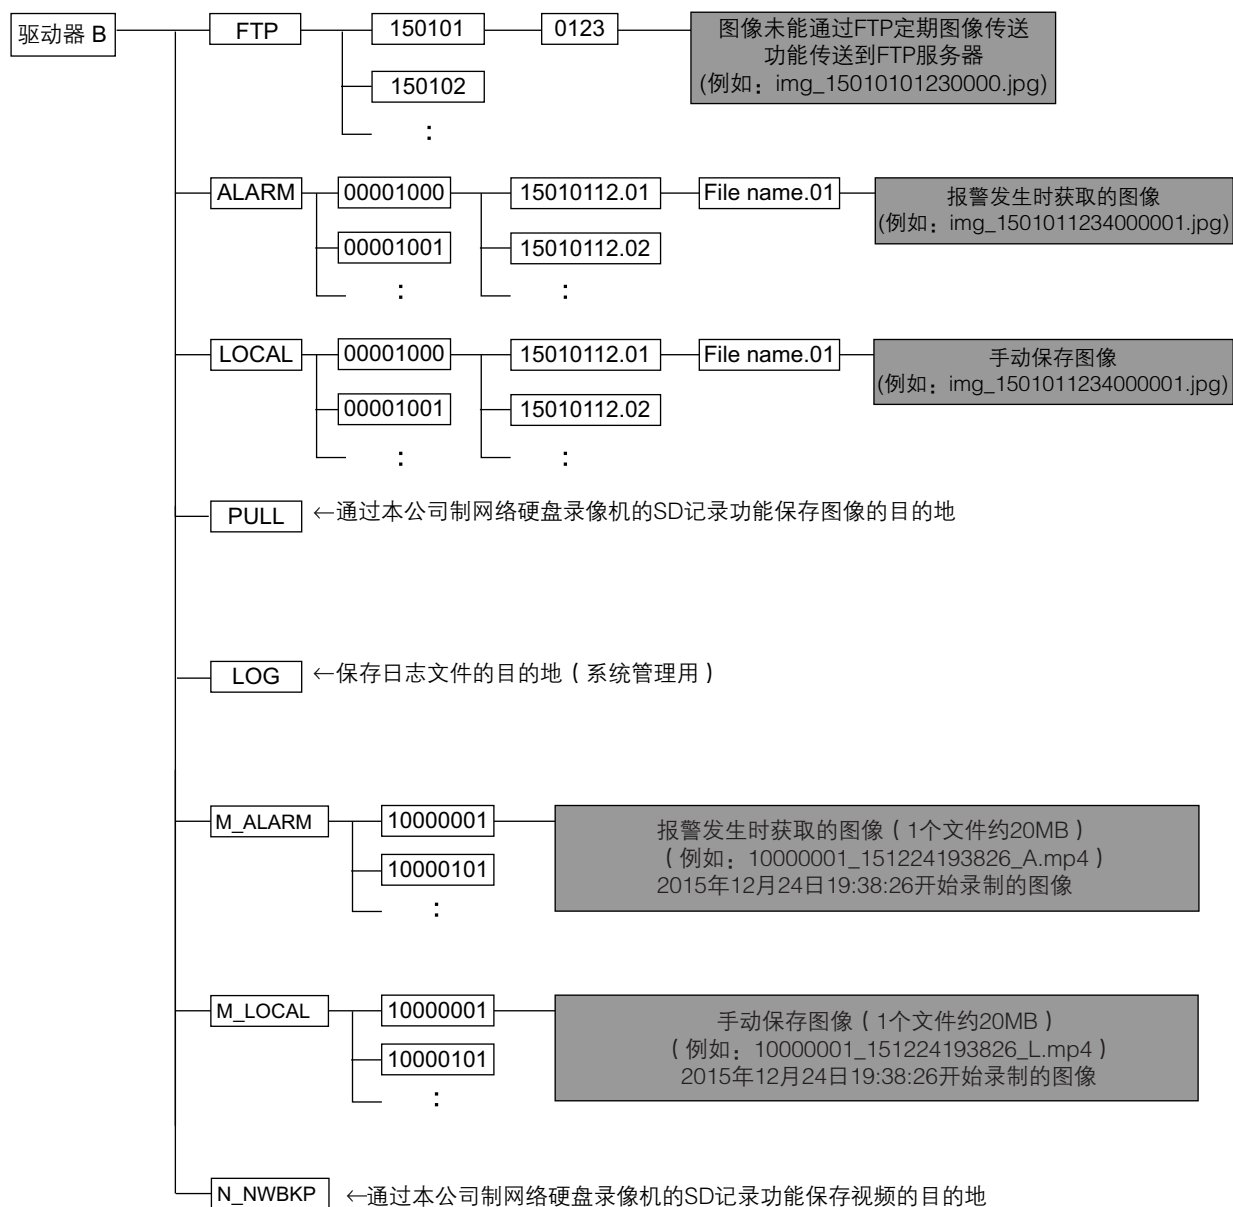 驱动器 B
FTP
150101
0123
图像未能通过FTP定期图像传送
功能传送到FTP服务器
(例如：img_15010101230000.jpg)
150102
:
ALARM
00001000
15010112.01
File name.01
报警发生时获取的图像
(例如：img_1501011234000001.jpg)
00001001
15010112.02
:
:
LOCAL
00001000
15010112.01
File name.01
手动保存图像
(例如：img_1501011234000001.jpg)
00001001
15010112.02
:
:
PULL
←通过本公司制网络硬盘录像机的SD记录功能保存图像的目的地
LOG
←保存日志文件的目的地（系统管理用）
M_ALARM
10000001
报警发生时获取的图像（1个文件约20MB）
（例如：10000001_151224193826_A.mp4）
2015年12月24日19:38:26开始录制的图像
10000101
:
M_LOCAL
10000001
手动保存图像（1个文件约20MB）
（例如：10000001_151224193826_L.mp4）
2015年12月24日19:38:26开始录制的图像
10000101
:
N_NWBKP
←通过本公司制网络硬盘录像机的SD记录功能保存视频的目的地